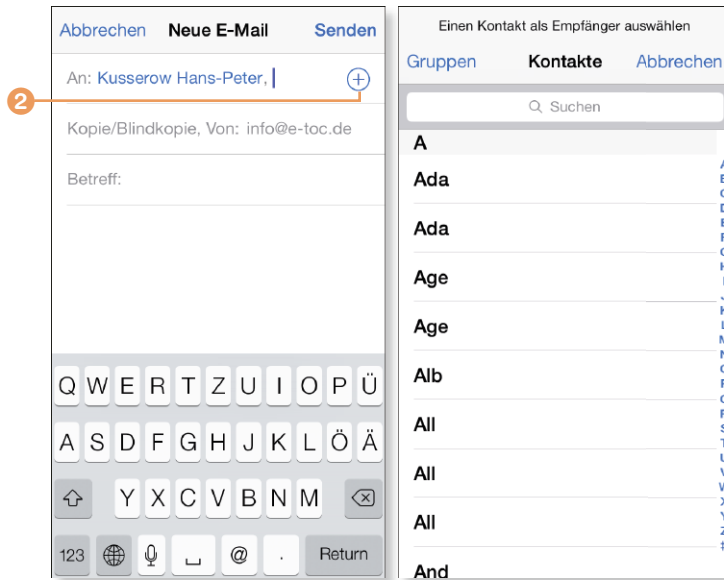 Abbrechen Neue E-Mail Senden
An: Kusserow Hans-Peter,
2
Kopie/Blindkopie, Von: info@e-toc.de
Betreff:
Q W E R T Z U I O P Ü
A S D F G H J K L Ö Ä
Y X C V B N M
123 @ . Return
Einen Kontakt als Empfänger auswählen
Gruppen Kontakte Abbrechen
Suchen
A
Ada
Ada
Age
Age
Alb
All
All
All
And